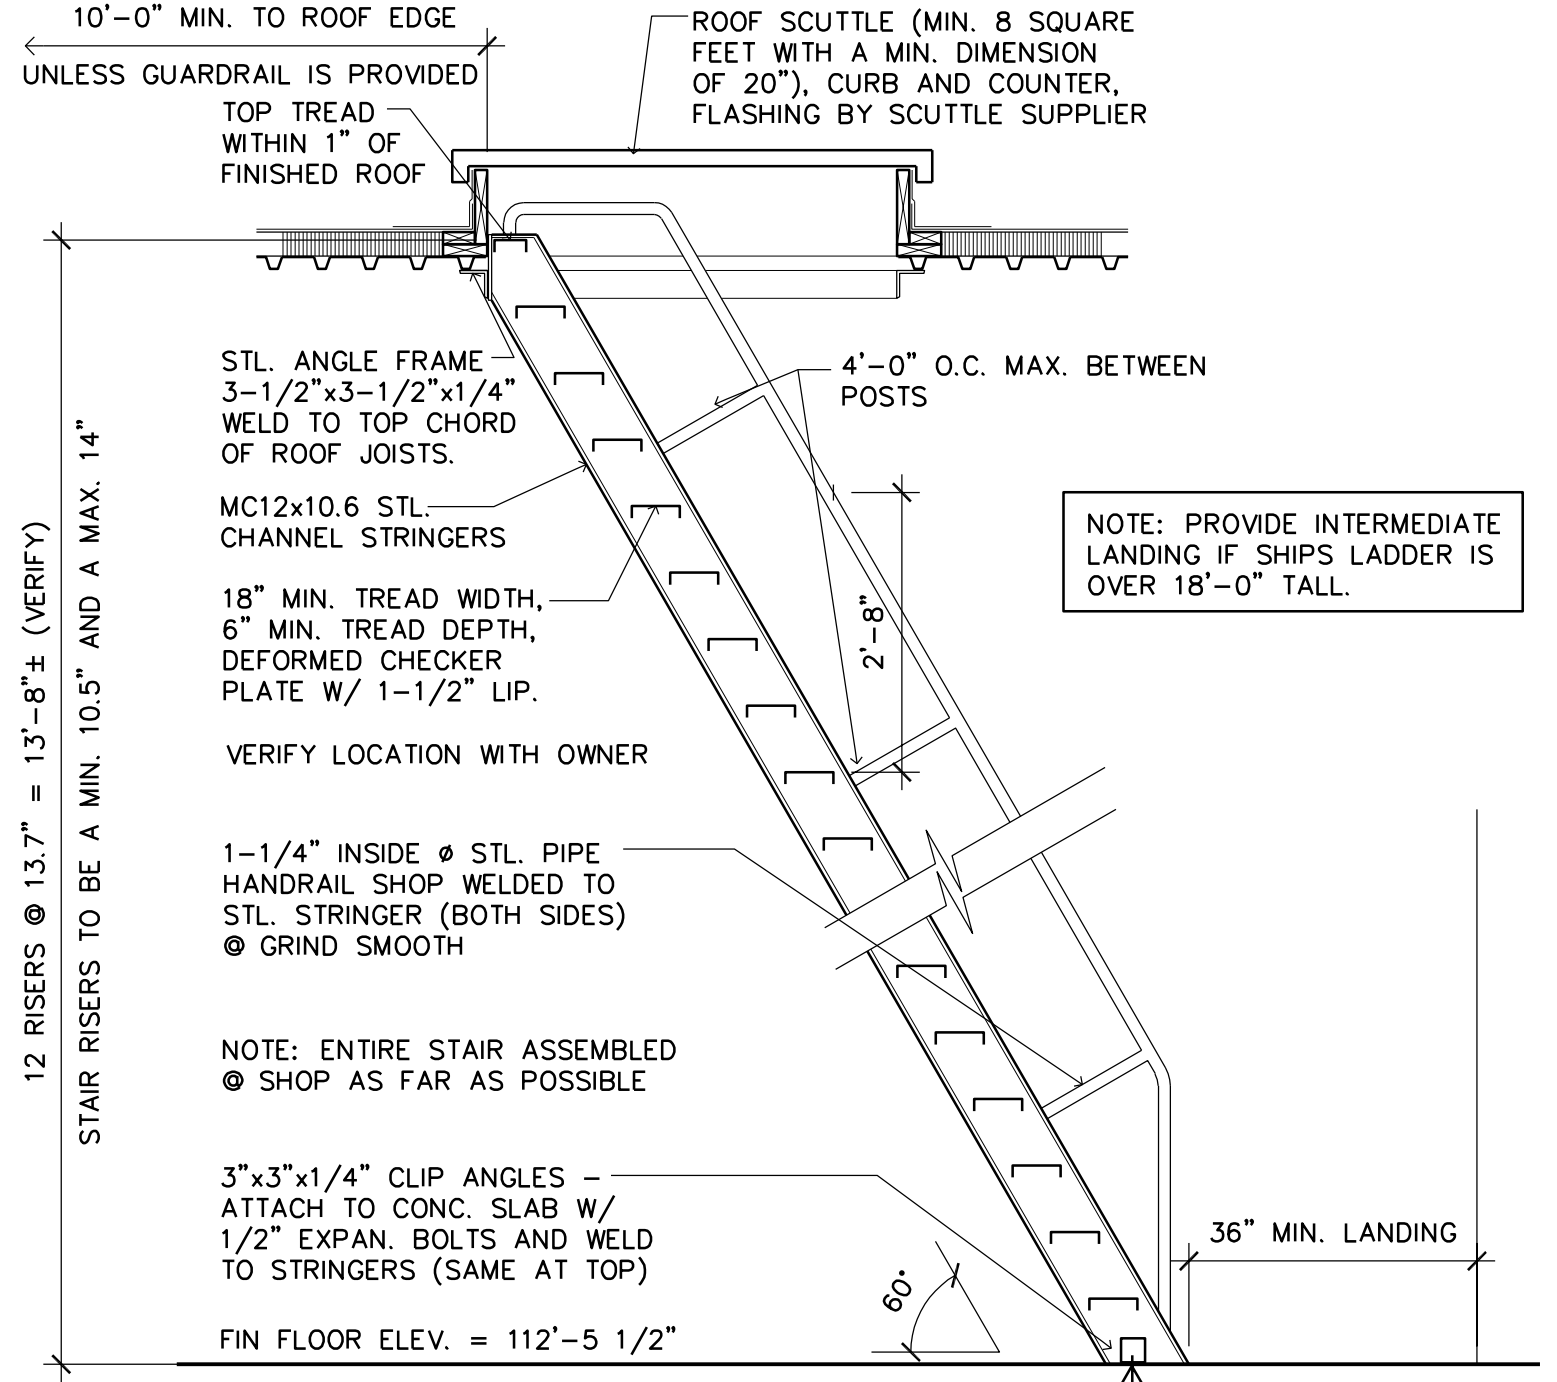 10'-0" MIN. TO ROOF EDGE
UNLESS GUARDRAIL IS PROVIDED
ROOF SCUTTLE (MIN. 8 SQUARE
FEET WITH A MIN. DIMENSION
OF 20"), CURB AND COUNTER,
FLASHING BY SCUTTLE SUPPLIER
TOP TREAD
WITHIN 1" OF
FINISHED ROOF
STL. ANGLE FRAME
3-1/2"x3-1/2"x1/4"
WELD TO TOP CHORD
OF ROOF JOISTS.
4'-0" O.C. MAX. BETWEEN
POSTS
MC12x10.6 STL.
CHANNEL STRINGERS
NOTE: PROVIDE INTERMEDIATE
LANDING IF SHIPS LADDER IS
OVER 18'-0" TALL.
18" MIN. TREAD WIDTH,
6" MIN. TREAD DEPTH,
DEFORMED CHECKER
PLATE W/ 1-1/2" LIP.
2'-8"
VERIFY LOCATION WITH OWNER
12 RISERS @ 13.7" = 13'-8"± (VERIFY)
STAIR RISERS TO BE A MIN. 10.5" AND A MAX. 14"
1-1/4" INSIDE ø STL. PIPE
HANDRAIL SHOP WELDED TO
STL. STRINGER (BOTH SIDES)
@ GRIND SMOOTH
NOTE: ENTIRE STAIR ASSEMBLED
@ SHOP AS FAR AS POSSIBLE
3"x3"x1/4" CLIP ANGLES -
ATTACH TO CONC. SLAB W/
1/2" EXPAN. BOLTS AND WELD
TO STRINGERS (SAME AT TOP)
36" MIN. LANDING
60°
FIN FLOOR ELEV. = 112'-5 1/2"